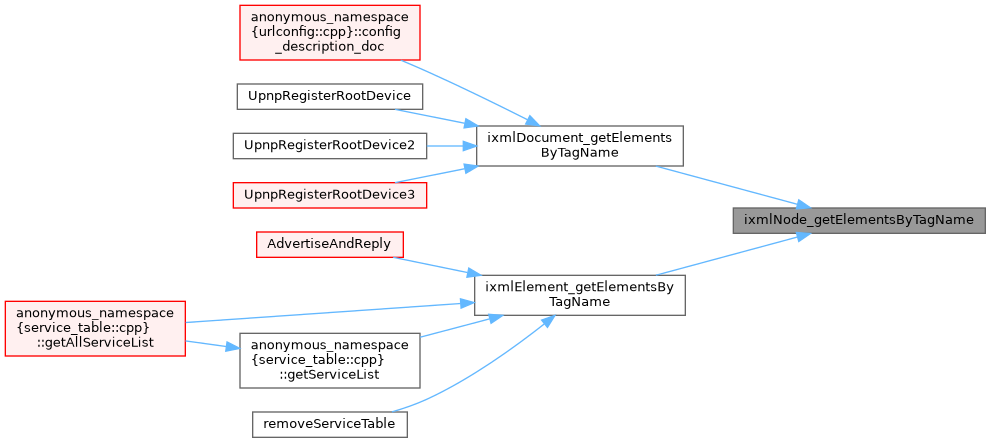 anonymous_namespace
{urlconfig::cpp}::config
_description_doc
UpnpRegisterRootDevice
UpnpRegisterRootDevice2
UpnpRegisterRootDevice3
ixmlDocument_getElements
ByTagName
ixmlNode_getElementsByTagName
AdvertiseAndReply
ixmlElement_getElementsBy
TagName
anonymous_namespace
{service_table::cpp}
::getAllServiceList
anonymous_namespace
{service_table::cpp}
::getServiceList
removeServiceTable